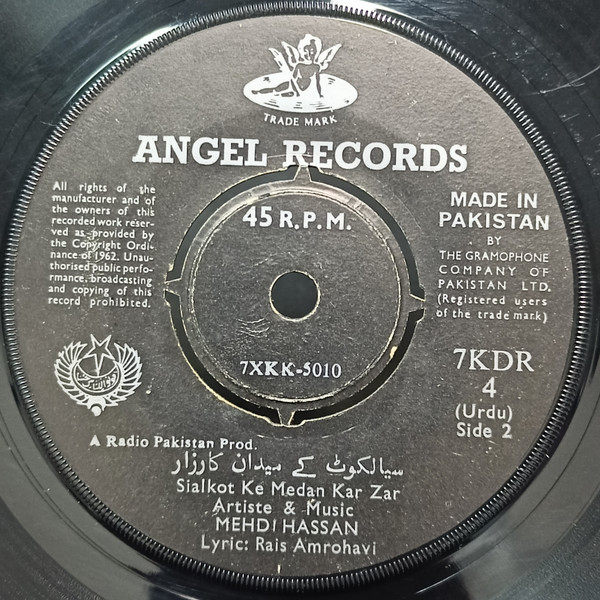 TRADE MARK
ANGEL RECORDS
All rights of the
manufacturer and of
the owners of this
recorded work reser-
ved as provided by
the Copyright Ordi-
nance of 1962. Unau-
thorised public perfo-
rmance, broadcasting
and copying of this
record prohibited.
45 R.P.M.
7XKK-5010
MADE IN
PAKISTAN
BY
THE GRAMOPHONE
COMPANY OF
PAKISTAN LTD.
(Registered users
of the trade mark)
7KDR
4
(Urdu)
Side 2
A Radio Pakistan Prod.
سیالکوٹ کے میدان کارزار
Sialkot Ke Medan Kar Zar
Artiste & Music
MEHDI HASSAN
Lyric: Rais Amrohavi